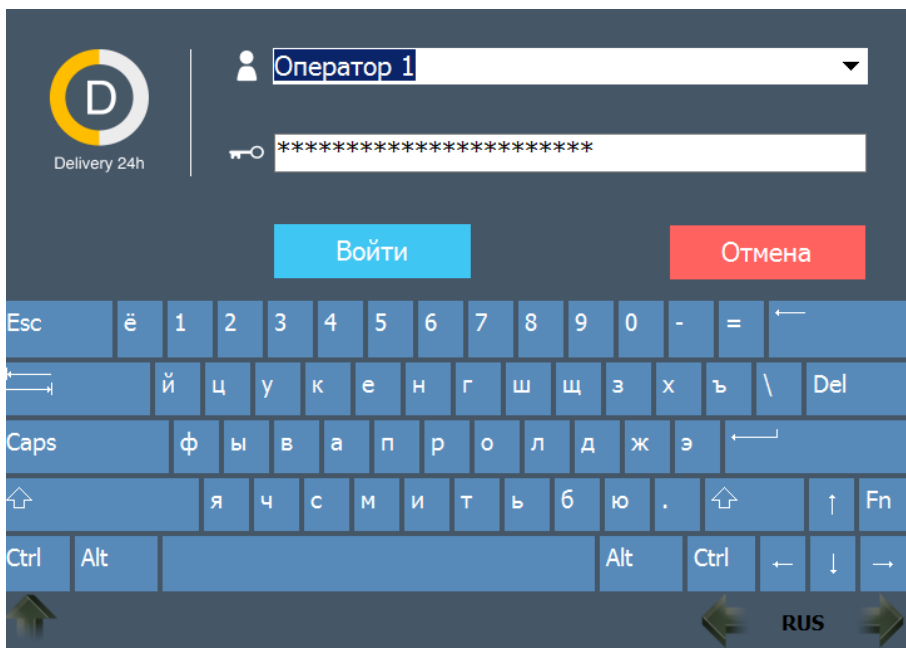 Оператор 1
D
Delivery 24h
***********************
Войти Отмена
Esc ё 1 2 3 4 5 6 7 8 9 0 - =
й ц у к е н г ш щ з х ъ \ Del
Caps ф ы в а п р о л д ж э
я ч с м и т ь б ю . Fn
Ctrl Alt Alt Ctrl
RUS